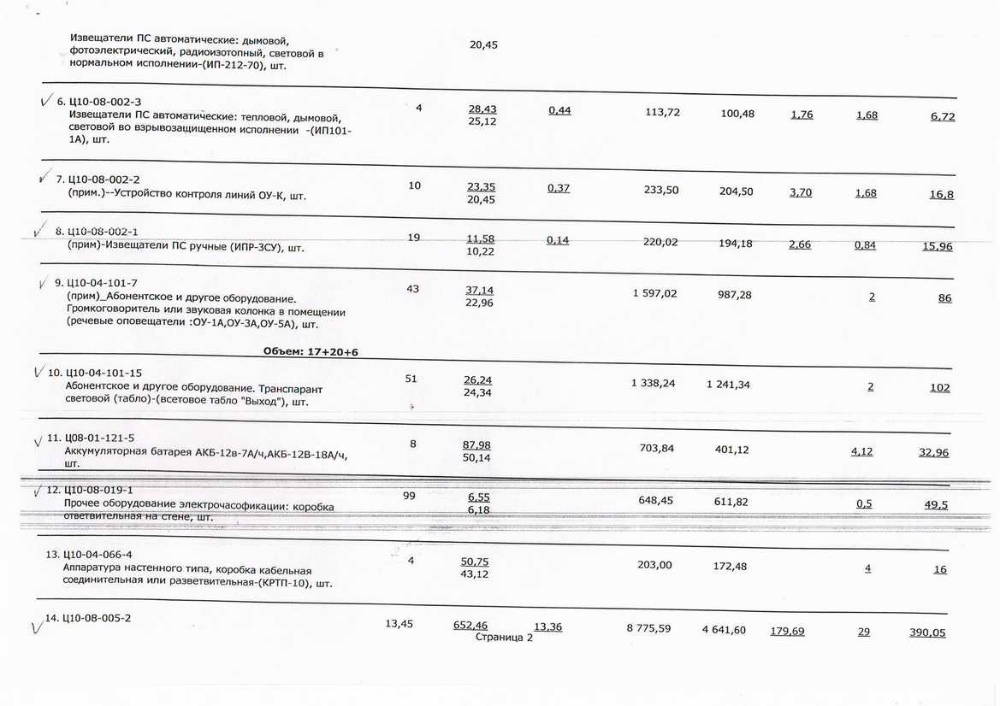 Извещатели ПС автоматические: дымовой,
фотоэлектрический, радиоизотопный, световой в
нормальном исполнении-(ИП-212-70), шт.
20,45
6. Ц10-08-002-3
Извещатели ПС автоматические: тепловой, дымовой,
световой во взрывозащищенном исполнении -(ИП101-
1А), шт.
4 28,43 0,44 113,72 100,48 1,76 1,68 6,72
25,12
7. Ц10-08-002-2
(прим.)--Устройство контроля линий ОУ-К, шт.
10 23,35 0,37 233,50 204,50 3,70 1,68 16,8
20,45
8. Ц10-08-002-1
(прим)-Извещатели ПС ручные (ИПР-3СУ), шт.
19 11,58 0,14 220,02 194,18 2,66 0,84 15,96
10,22
9. Ц10-04-101-7
(прим)_Абонентское и другое оборудование.
Громкоговоритель или звуковая колонка в помещении
(речевые оповещатели :ОУ-1А,ОУ-3А,ОУ-5А), шт.
43 37,14 1 597,02 987,28 2 86
22,96
Объем: 17+20+6
10. Ц10-04-101-15
Абонентское и другое оборудование. Транспарант
световой (табло)-(всетовое табло "Выход"), шт.
51 26,24 1 338,24 1 241,34 2 102
24,34
11. Ц08-01-121-5
Аккумуляторная батарея АКБ-12в-7А/ч,АКБ-12В-18А/ч,
шт.
8 87,98 703,84 401,12 4,12 32,96
50,14
12. Ц10-08-019-1
Прочее оборудование электрочасофикации: коробка
ответвительная на стене, шт.
99 6,55 648,45 611,82 0,5 49,5
6,18
13. Ц10-04-066-4
Аппаратура настенного типа, коробка кабельная
соединительная или разветвительная-(КРТП-10), шт.
4 50,75 203,00 172,48 4 16
43,12
14. Ц10-08-005-2
13,45 652,46 13,36 8 775,59 4 641,60 179,69 29 390,05
Страница 2